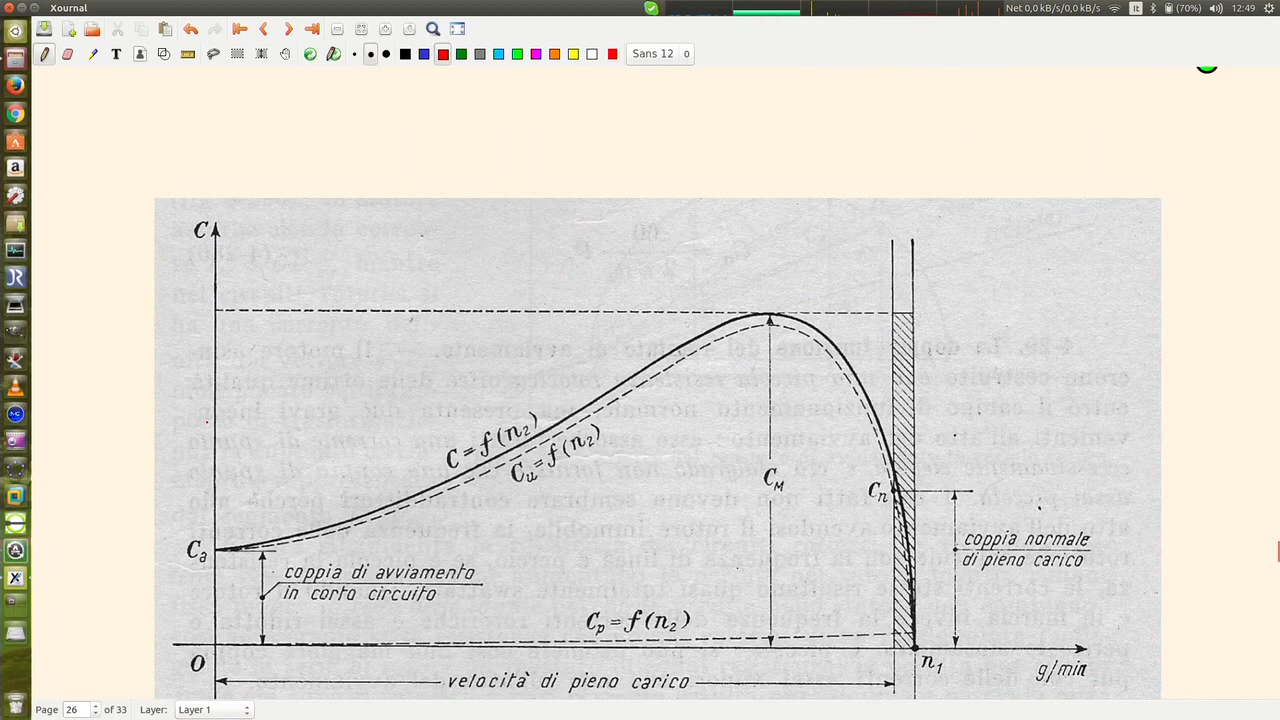 Xournal
Net 0,0 kB/s/0,0 kB/s
It
(70%)
12:49
Sans 12
C
C=f(n2)
Cu=f(n2)
CM
Cn
Ca
coppia normale
di pieno carico
coppia di avviamento
in corto circuito
Cp=f(n2)
O
n1
g/min
velocità di pieno carico
Page 26 of 33 Layer: Layer 1